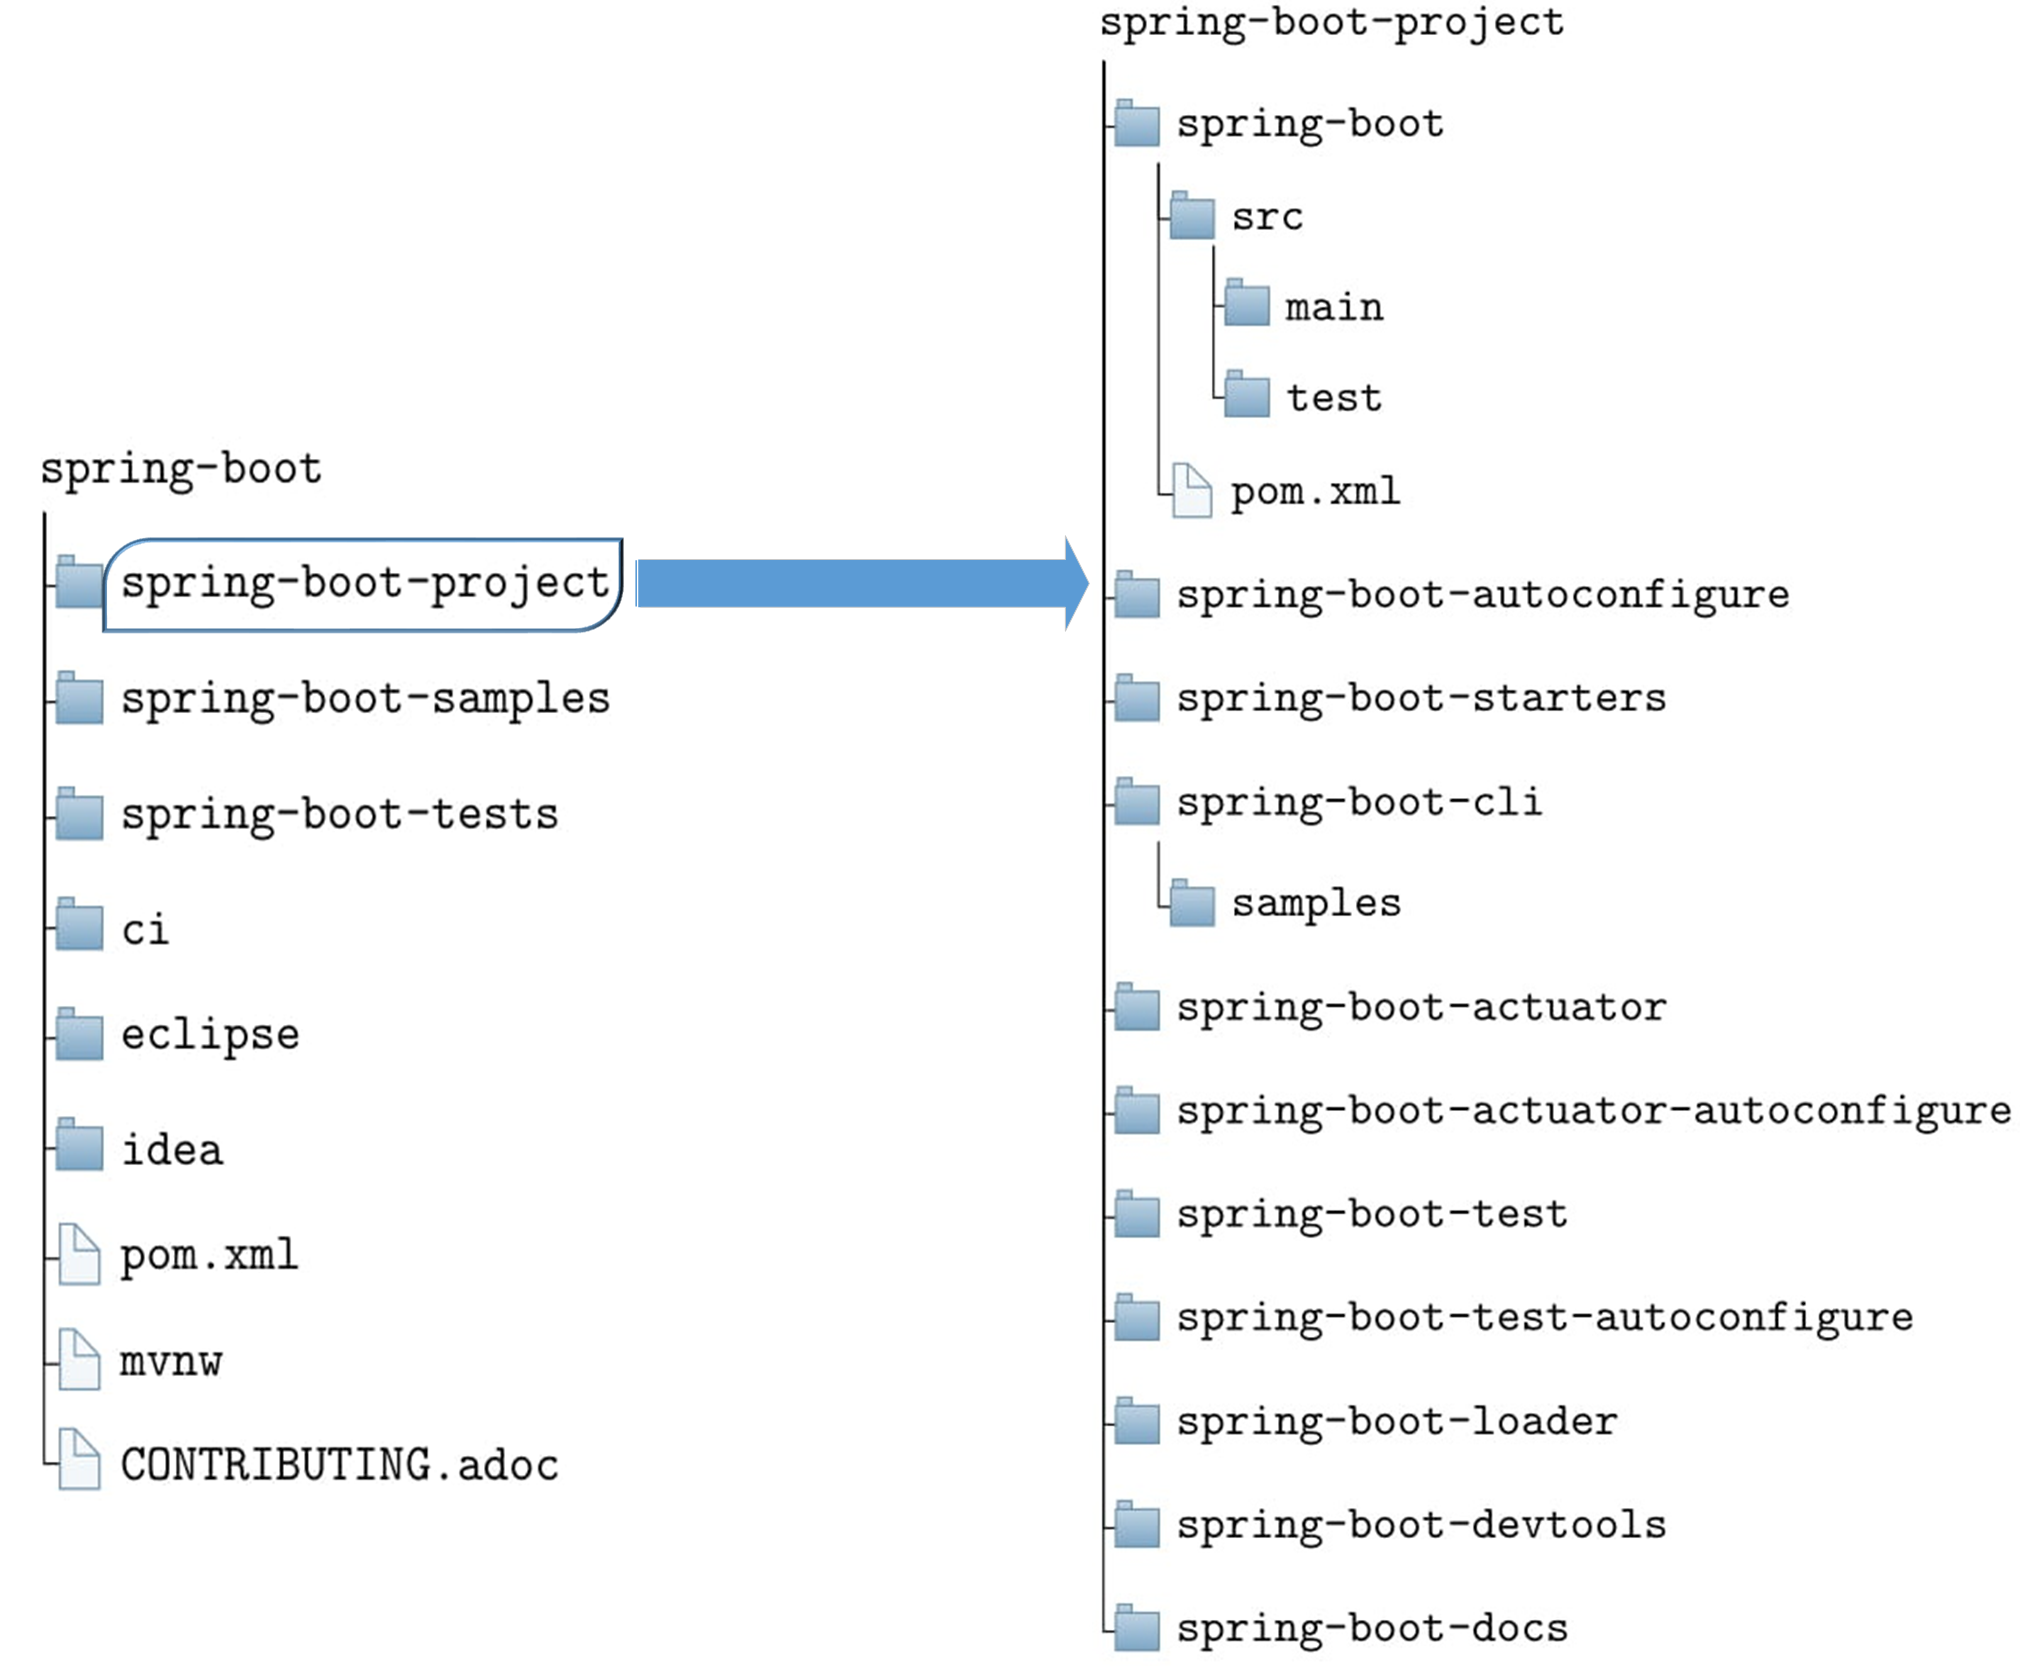 spring-boot
spring-boot-project
spring-boot-samples
spring-boot-tests
ci
eclipse
idea
pom.xml
mvnw
CONTRIBUTING.adoc
spring-boot-project
spring-boot
src
main
test
pom.xml
spring-boot-autoconfigure
spring-boot-starters
spring-boot-cli
samples
spring-boot-actuator
spring-boot-actuator-autoconfigure
spring-boot-test
spring-boot-test-autoconfigure
spring-boot-loader
spring-boot-devtools
spring-boot-docs